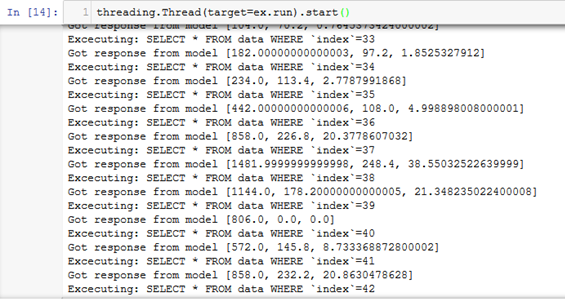 In [14]: 1 threading.Thread(target=ex.run).start()
Got response from model [104.0, 70.2, 0.7645373424000002]
Excecuting: SELECT * FROM data WHERE `index`=33
Got response from model [182.00000000000003, 97.2, 1.8525327912]
Excecuting: SELECT * FROM data WHERE `index`=34
Got response from model [234.0, 113.4, 2.7787991868]
Excecuting: SELECT * FROM data WHERE `index`=35
Got response from model [442.00000000000006, 108.0, 4.998898008000001]
Excecuting: SELECT * FROM data WHERE `index`=36
Got response from model [858.0, 226.8, 20.3778607032]
Excecuting: SELECT * FROM data WHERE `index`=37
Got response from model [1481.9999999999998, 248.4, 38.55032522639999]
Excecuting: SELECT * FROM data WHERE `index`=38
Got response from model [1144.0, 178.20000000000005, 21.348235022400008]
Excecuting: SELECT * FROM data WHERE `index`=39
Got response from model [806.0, 0.0, 0.0]
Excecuting: SELECT * FROM data WHERE `index`=40
Got response from model [572.0, 145.8, 8.733368872800002]
Excecuting: SELECT * FROM data WHERE `index`=41
Got response from model [858.0, 232.2, 20.8630478628]
Excecuting: SELECT * FROM data WHERE `index`=42